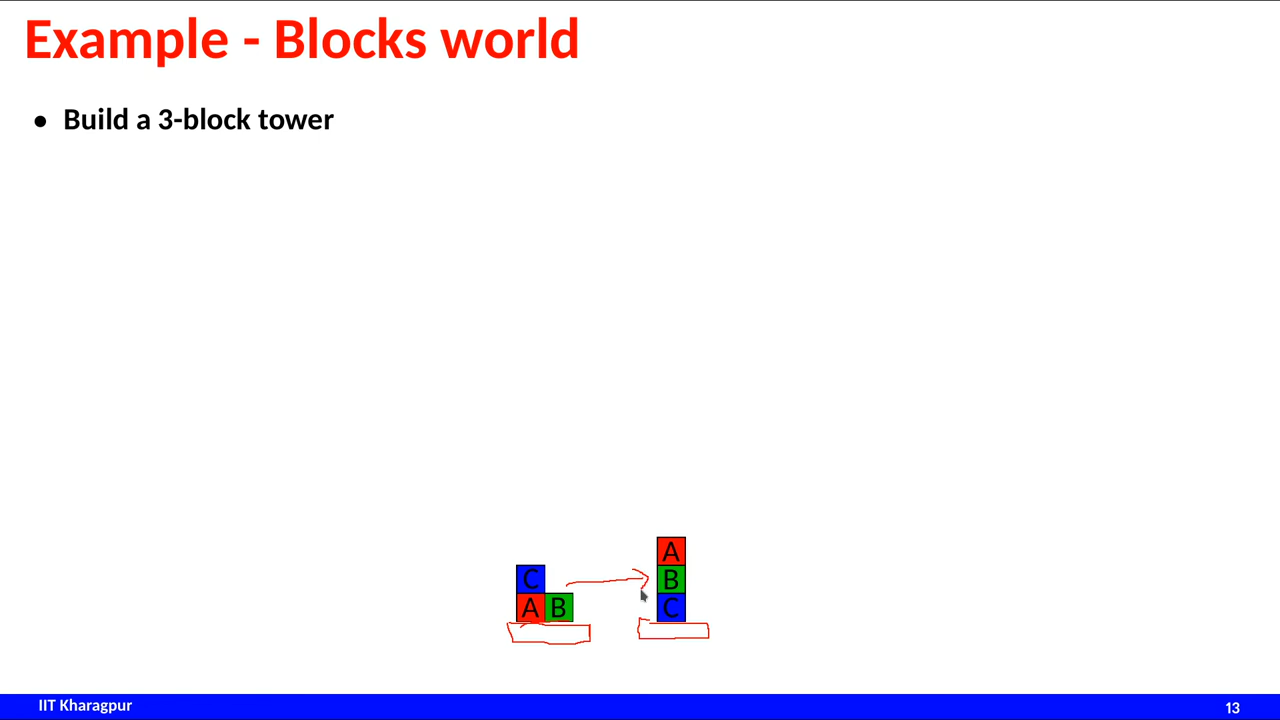 Example - Blocks world
• Build a 3-block tower
C
A B
A
B
C
IIT Kharagpur
13